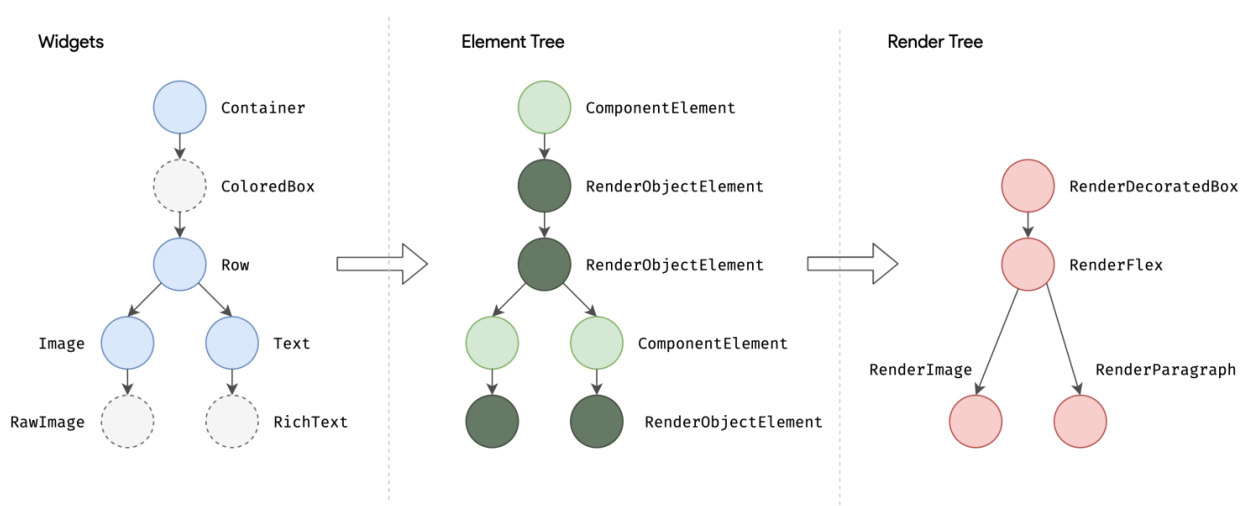 Widgets
Element Tree
Render Tree
Container
ComponentElement
ColoredBox
RenderObjectElement
RenderDecoratedBox
Row
RenderObjectElement
RenderFlex
Image
Text
ComponentElement
RenderImage
RenderParagraph
RawImage
RichText
RenderObjectElement